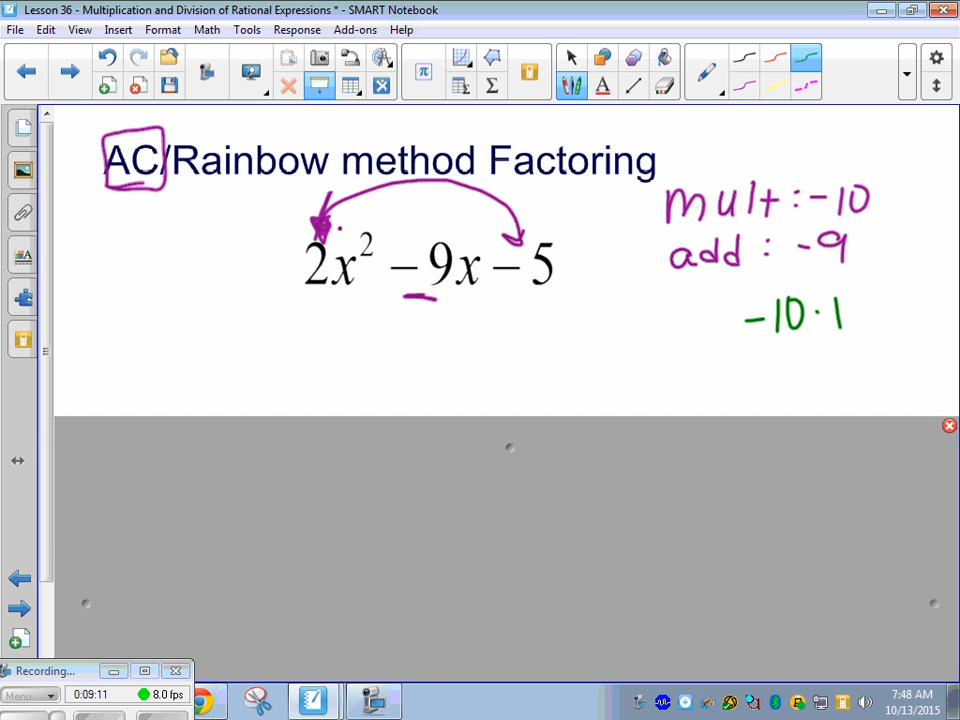 Lesson 36 - Multiplication and Division of Rational Expressions * - SMART Notebook
File Edit View Insert Format Math Tools Response Add-ons Help
AC/Rainbow method Factoring
mult : -10
2x² − 9x − 5
add : -9
-10 · 1
Recording...
Menu 0:09:11 8.0 fps
7:48 AM
10/13/2015